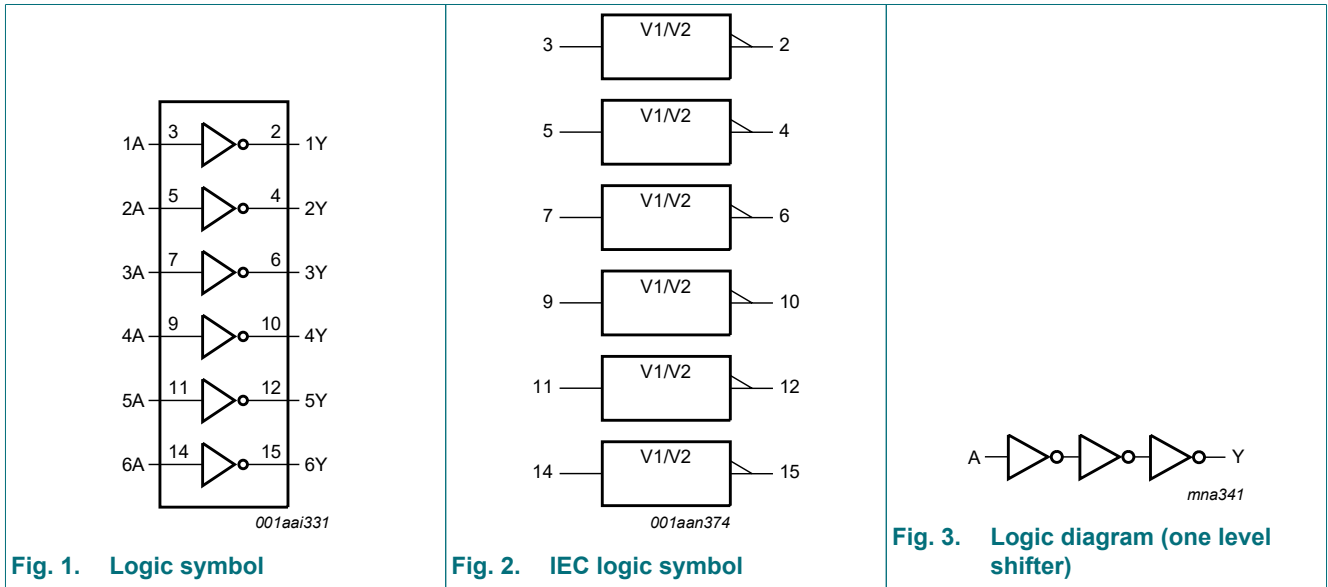 1A 3 2 1Y
2A 5 4 2Y
3A 7 6 3Y
4A 9 10 4Y
5A 11 12 5Y
6A 14 15 6Y
001aai331
Fig. 1. Logic symbol
V1/V2
3 2
V1/V2
5 4
V1/V2
7 6
V1/V2
9 10
V1/V2
11 12
V1/V2
14 15
001aan374
Fig. 2. IEC logic symbol
A Y
mna341
Fig. 3. Logic diagram (one level
shifter)